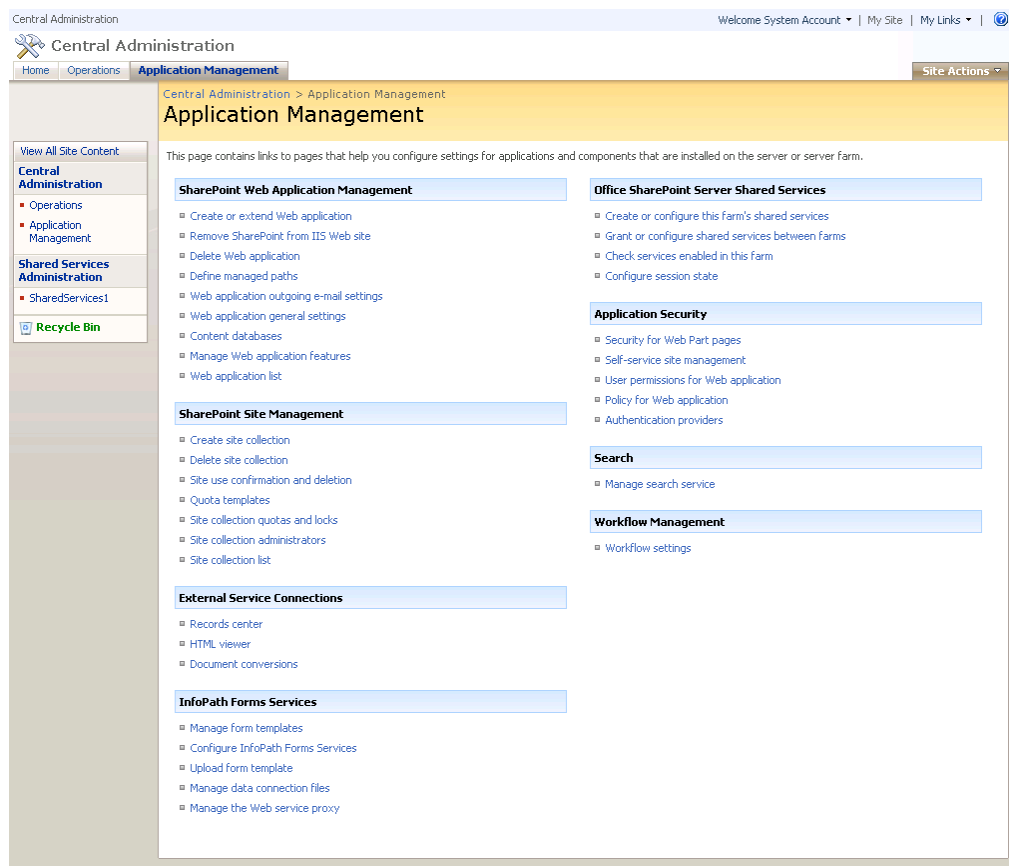 Central Administration
Welcome System Account | My Site | My Links |
Central Administration
Home Operations Application Management
Site Actions
Central Administration > Application Management
Application Management
View All Site Content
Central
Administration
Operations
Application
Management
Shared Services
Administration
SharedServices1
Recycle Bin
This page contains links to pages that help you configure settings for applications and components that are installed on the server or server farm.
SharePoint Web Application Management
Create or extend Web application
Remove SharePoint from IIS Web site
Delete Web application
Define managed paths
Web application outgoing e-mail settings
Web application general settings
Content databases
Manage Web application features
Web application list
SharePoint Site Management
Create site collection
Delete site collection
Site use confirmation and deletion
Quota templates
Site collection quotas and locks
Site collection administrators
Site collection list
External Service Connections
Records center
HTML viewer
Document conversions
InfoPath Forms Services
Manage form templates
Configure InfoPath Forms Services
Upload form template
Manage data connection files
Manage the Web service proxy
Office SharePoint Server Shared Services
Create or configure this farm's shared services
Grant or configure shared services between farms
Check services enabled in this farm
Configure session state
Application Security
Security for Web Part pages
Self-service site management
User permissions for Web application
Policy for Web application
Authentication providers
Search
Manage search service
Workflow Management
Workflow settings